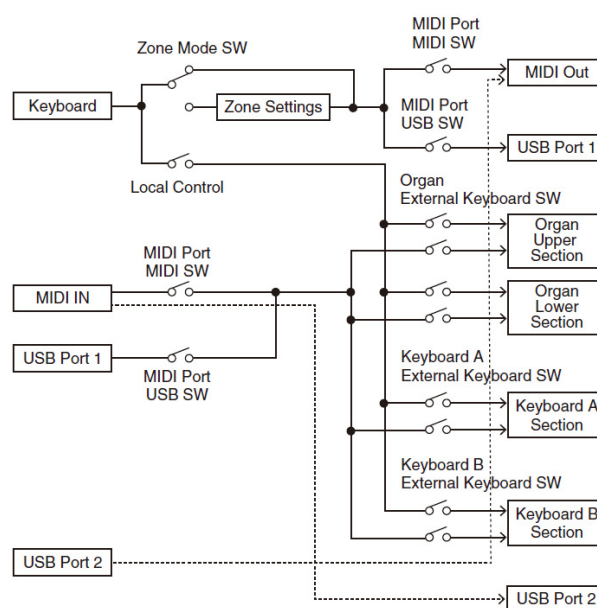 Zone Mode SW
MIDI Port
MIDI SW
MIDI Out
Keyboard
Zone Settings
MIDI Port
USB SW
USB Port 1
Local Control
Organ
External Keyboard SW
Organ
Upper
Section
MIDI Port
MIDI SW
MIDI IN
Organ
Lower
Section
USB Port 1
MIDI Port
USB SW
Keyboard A
External Keyboard SW
Keyboard A
Section
Keyboard B
External Keyboard SW
Keyboard B
Section
USB Port 2
USB Port 2